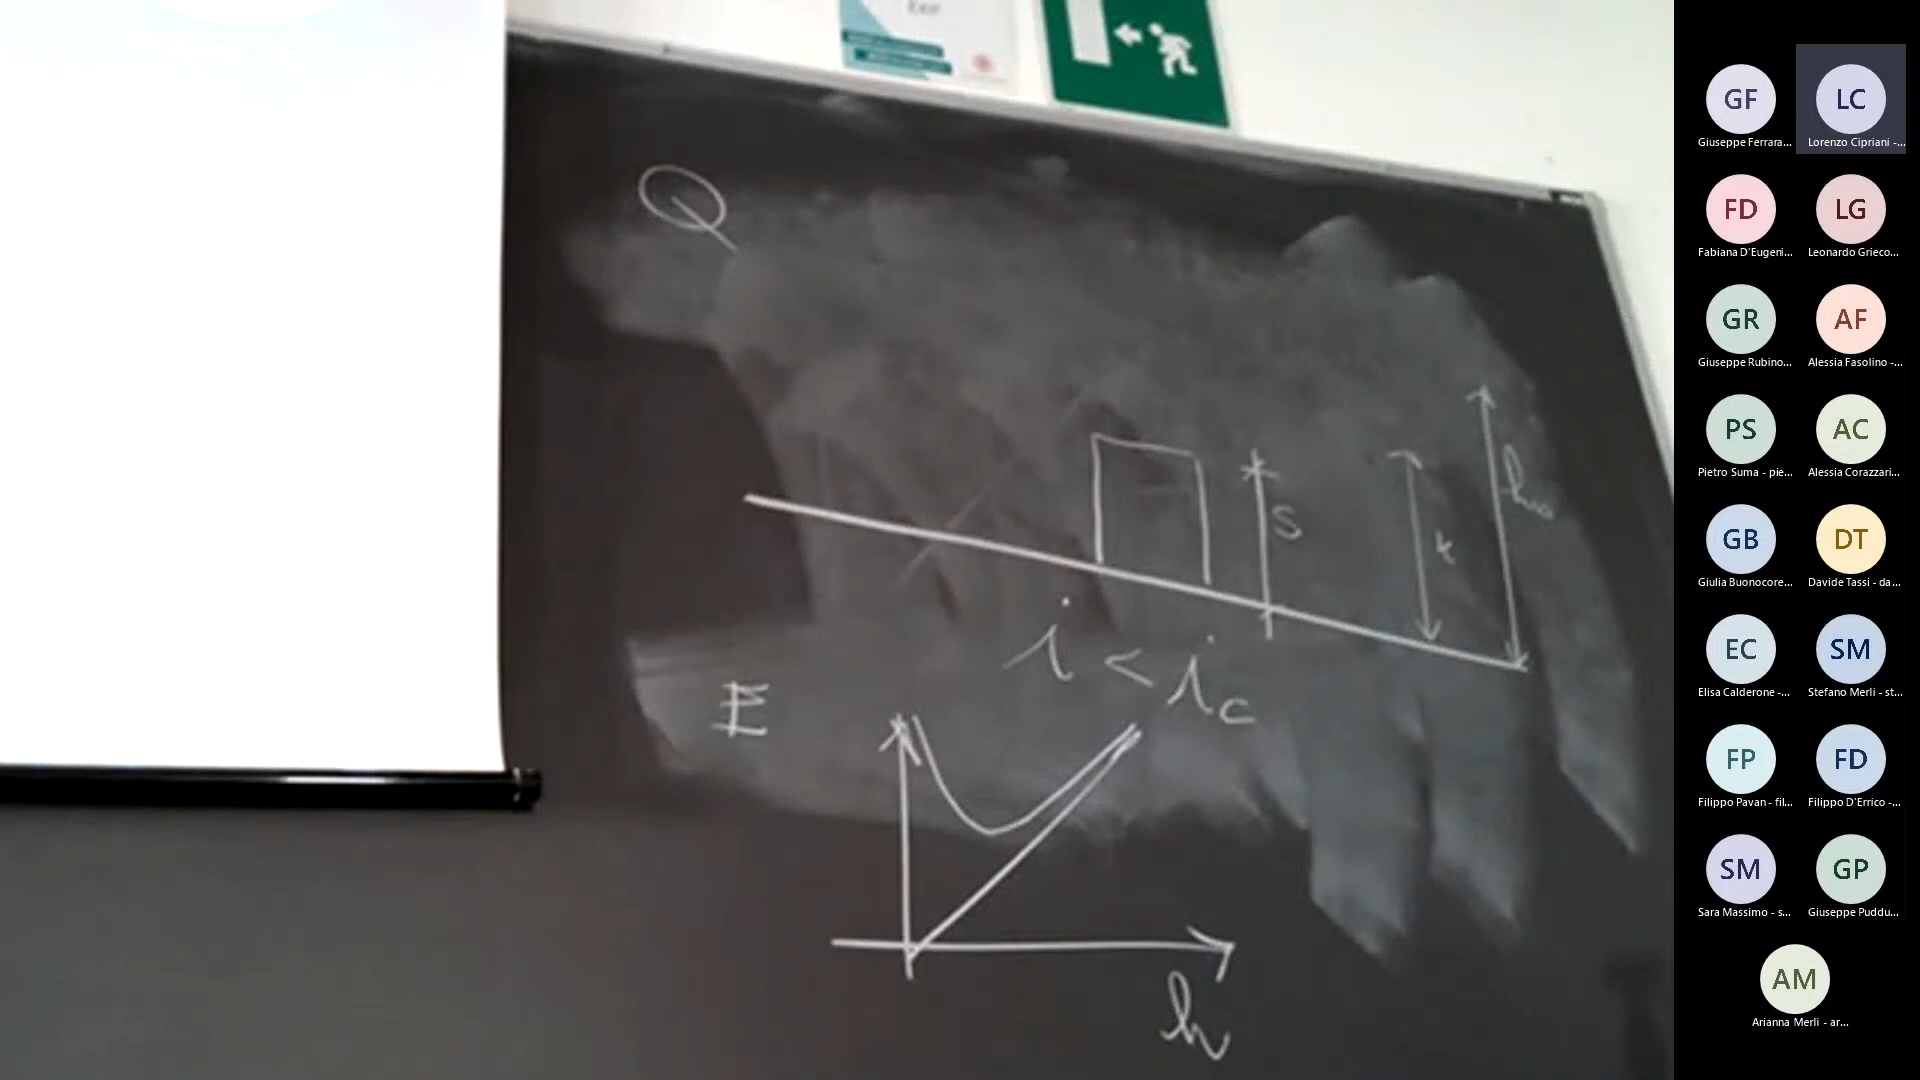 Exit
Q
S
k
h
i < ic
E
h
GF
Giuseppe Ferrara...
LC
Lorenzo Cipriani -...
FD
Fabiana D'Eugeni...
LG
Leonardo Grieco...
GR
Giuseppe Rubino...
AF
Alessia Fasolino -...
PS
Pietro Suma - pie...
AC
Alessia Corazzari...
GB
Giulia Buonocore...
DT
Davide Tassi - da...
EC
Elisa Calderone -...
SM
Stefano Merli - st...
FP
Filippo Pavan - fil...
FD
Filippo D'Errico -...
SM
Sara Massimo - s...
GP
Giuseppe Puddu...
AM
Arianna Merli - ar...